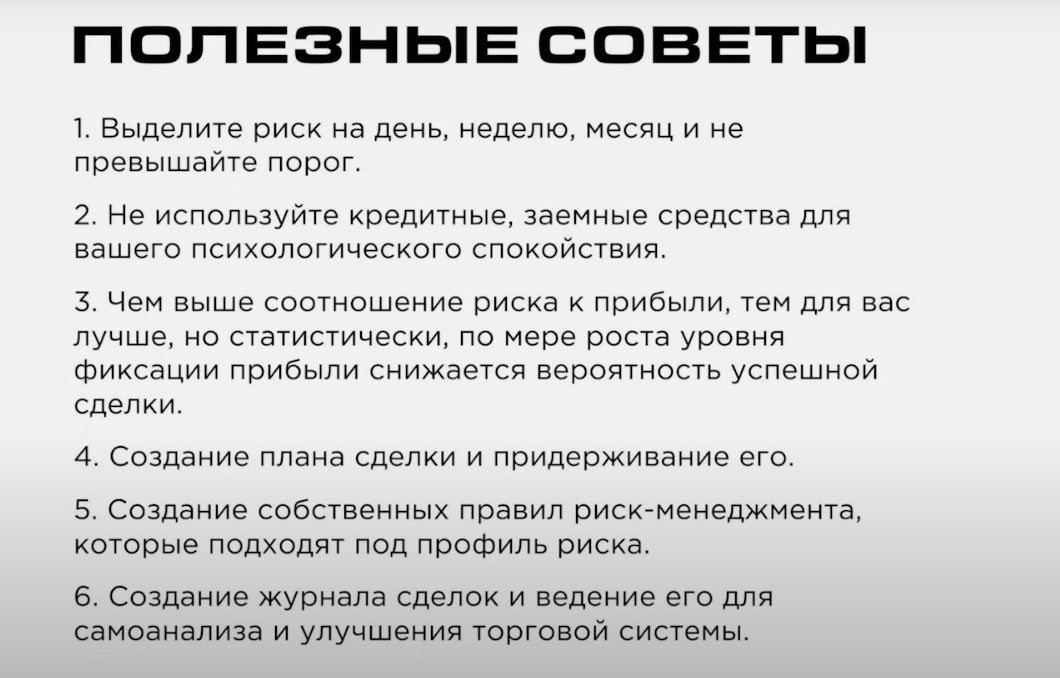 ПОЛЕЗНЫЕ СОВЕТЫ
1. Выделите риск на день, неделю, месяц и не
превышайте порог.
2. Не используйте кредитные, заемные средства для
вашего психологического спокойствия.
3. Чем выше соотношение риска к прибыли, тем для вас
лучше, но статистически, по мере роста уровня
фиксации прибыли снижается вероятность успешной
сделки.
4. Создание плана сделки и придерживание его.
5. Создание собственных правил риск-менеджмента,
которые подходят под профиль риска.
6. Создание журнала сделок и ведение его для
самоанализа и улучшения торговой системы.